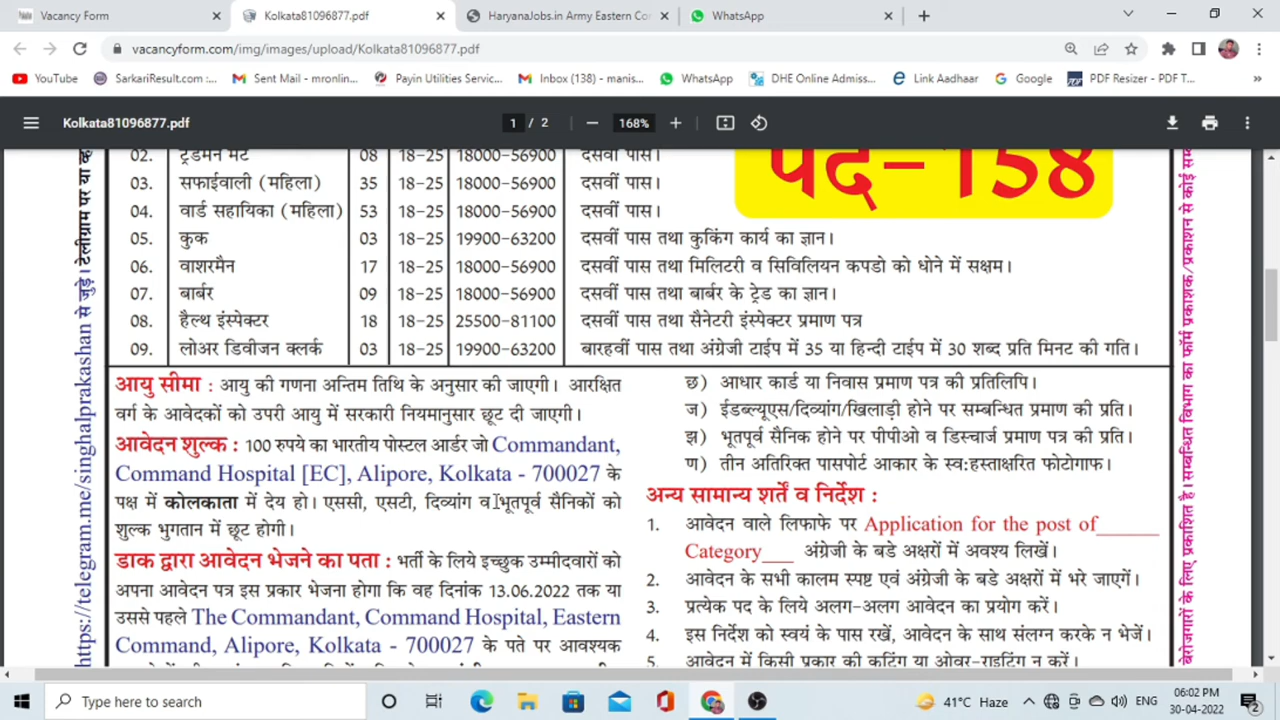 Vacancy Form
Kolkata81096877.pdf
HaryanaJobs.in Army Eastern Co
WhatsApp
vacancyform.com/img/images/upload/Kolkata81096877.pdf
YouTube
SarkariResult.com :...
Sent Mail - mronlin...
Payin Utilities Servic...
Inbox (138) - manis...
WhatsApp
DHE Online Admiss...
Link Aadhaar
Google
PDF Resizer - PDF T...
Kolkata81096877.pdf
1 / 2
168%
02. ट्रेडमैन मेट 08 18-25 18000-56900 दसवीं पास।
03. सफाईवाली (महिला) 35 18-25 18000-56900 दसवीं पास।
04. वार्ड सहायिका (महिला) 53 18-25 18000-56900 दसवीं पास।
05. कुक 03 18-25 19900-63200 दसवीं पास तथा कुकिंग कार्य का ज्ञान।
06. वाशरमैन 17 18-25 18000-56900 दसवीं पास तथा मिलिटरी व सिविलियन कपडो को धोने में सक्षम।
07. बार्बर 09 18-25 18000-56900 दसवीं पास तथा बार्बर के ट्रेड का ज्ञान।
08. हैल्थ इंस्पेक्टर 18 18-25 25500-81100 दसवीं पास तथा सैनेटरी इंस्पेक्टर प्रमाण पत्र
09. लोअर डिवीजन क्लर्क 03 18-25 19900-63200 बारहवीं पास तथा अंग्रेजी टाईप में 35 या हिन्दी टाईप में 30 शब्द प्रति मिनट की गति।
पद-158
आयु सीमा : आयु की गणना अन्तिम तिथि के अनुसार की जाएगी। आरक्षित
वर्ग के आवेदकों को उपरी आयु में सरकारी नियमानुसार छूट दी जाएगी।
आवेदन शुल्क : 100 रुपये का भारतीय पोस्टल आर्डर जो Commandant,
Command Hospital [EC], Alipore, Kolkata - 700027 के
पक्ष में कोलकाता में देय हो। एससी, एसटी, दिव्यांग व भूतपूर्व सैनिकों को
शुल्क भुगतान में छूट होगी।
डाक द्वारा आवेदन भेजने का पता : भर्ती के लिये इच्छुक उम्मीदवारों को
अपना आवेदन पत्र इस प्रकार भेजना होगा कि वह दिनांक 13.06.2022 तक या
उससे पहले The Commandant, Command Hospital, Eastern
Command, Alipore, Kolkata - 700027 के पते पर आवश्यक
छ) आधार कार्ड या निवास प्रमाण पत्र की प्रतिलिपि।
ज) ईडब्ल्यूएस/दिव्यांग/खिलाड़ी होने पर सम्बन्धित प्रमाण की प्रति।
झ) भूतपूर्व सैनिक होने पर पीपीओ व डिस्चार्ज प्रमाण पत्र की प्रति।
ण) तीन अतिरिक्त पासपोर्ट आकार के स्व:हस्ताक्षरित फोटोगाफ।
अन्य सामान्य शर्तें व निर्देश :
1. आवेदन वाले लिफाफे पर Application for the post of______
Category___ अंग्रेजी के बडे अक्षरों में अवश्य लिखें।
2. आवेदन के सभी कालम स्पष्ट एवं अंग्रेजी के बडे अक्षरों में भरे जाएगें।
3. प्रत्येक पद के लिये अलग-अलग आवेदन का प्रयोग करें।
4. इस निर्देश को स्वयं के पास रखें, आवेदन के साथ संलग्न करके न भेजें।
5. आवेदन में किसी प्रकार की कटिंग या ओवर-राइटिंग न करें।
https://telegram.me/singhalprakashan से जुड़े। टेलीग्राम पर या
बेरोजगारों के लिए प्रकाशित है। सम्बन्धित विभाग का फॉर्म प्रकाशक/प्रकाशन से कोई
Type here to search
41°C Haze
ENG
06:02 PM
30-04-2022
2